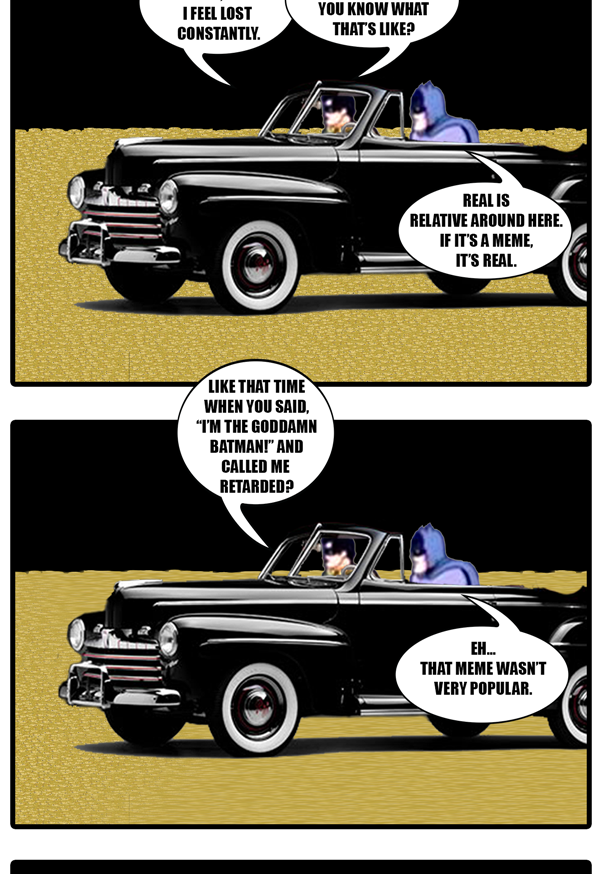 I FEEL LOST
CONSTANTLY.
YOU KNOW WHAT
THAT'S LIKE?
REAL IS
RELATIVE AROUND HERE.
IF IT'S A MEME,
IT'S REAL.
LIKE THAT TIME
WHEN YOU SAID,
"I'M THE GODDAMN
BATMAN!" AND
CALLED ME
RETARDED?
EH...
THAT MEME WASN'T
VERY POPULAR.